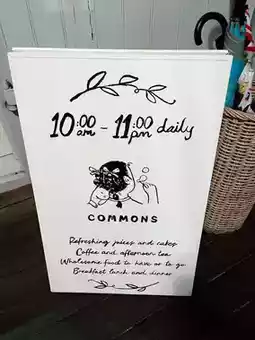 10:00 am - 11:00 pm daily
COMMONS
Refreshing juices and cakes
Coffee and afternoon tea
Wholesome food to have or to go
Breakfast lunch and dinner